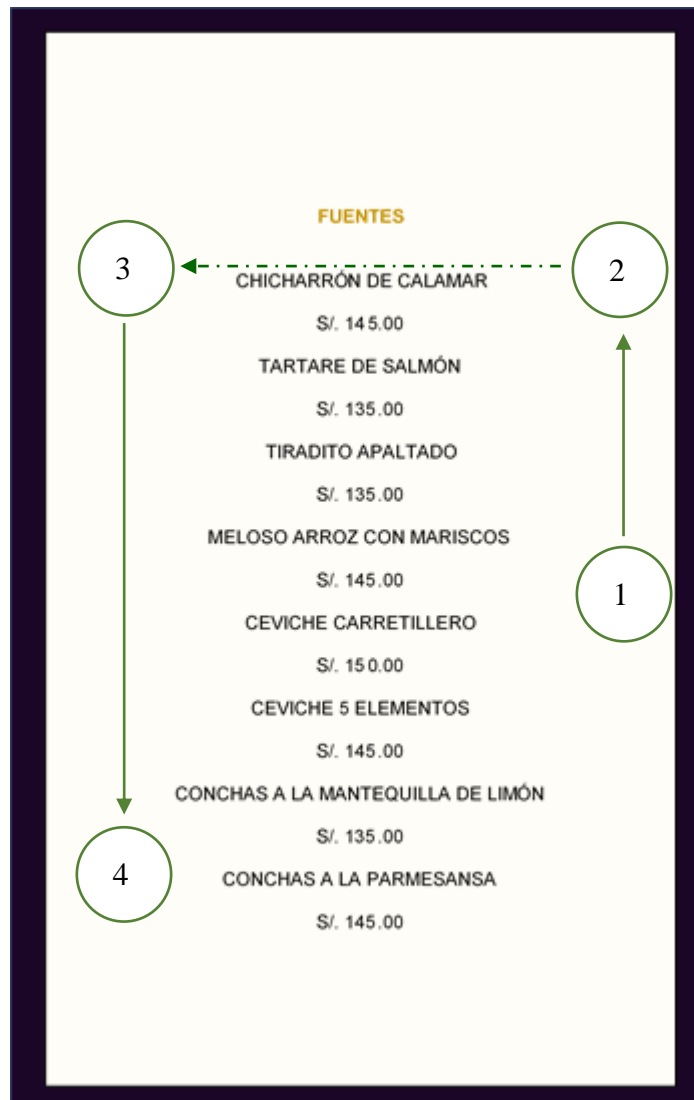 FUENTES
3
2
CHICHARRÓN DE CALAMAR
S/. 145.00
TARTARE DE SALMÓN
S/. 135.00
TIRADITO APALTADO
S/. 135.00
MELOSO ARROZ CON MARISCOS
S/. 145.00
1
CEVICHE CARRETILLERO
S/. 150.00
CEVICHE 5 ELEMENTOS
S/. 145.00
CONCHAS A LA MANTEQUILLA DE LIMÓN
S/. 135.00
4
CONCHAS A LA PARMESANSA
S/. 145.00